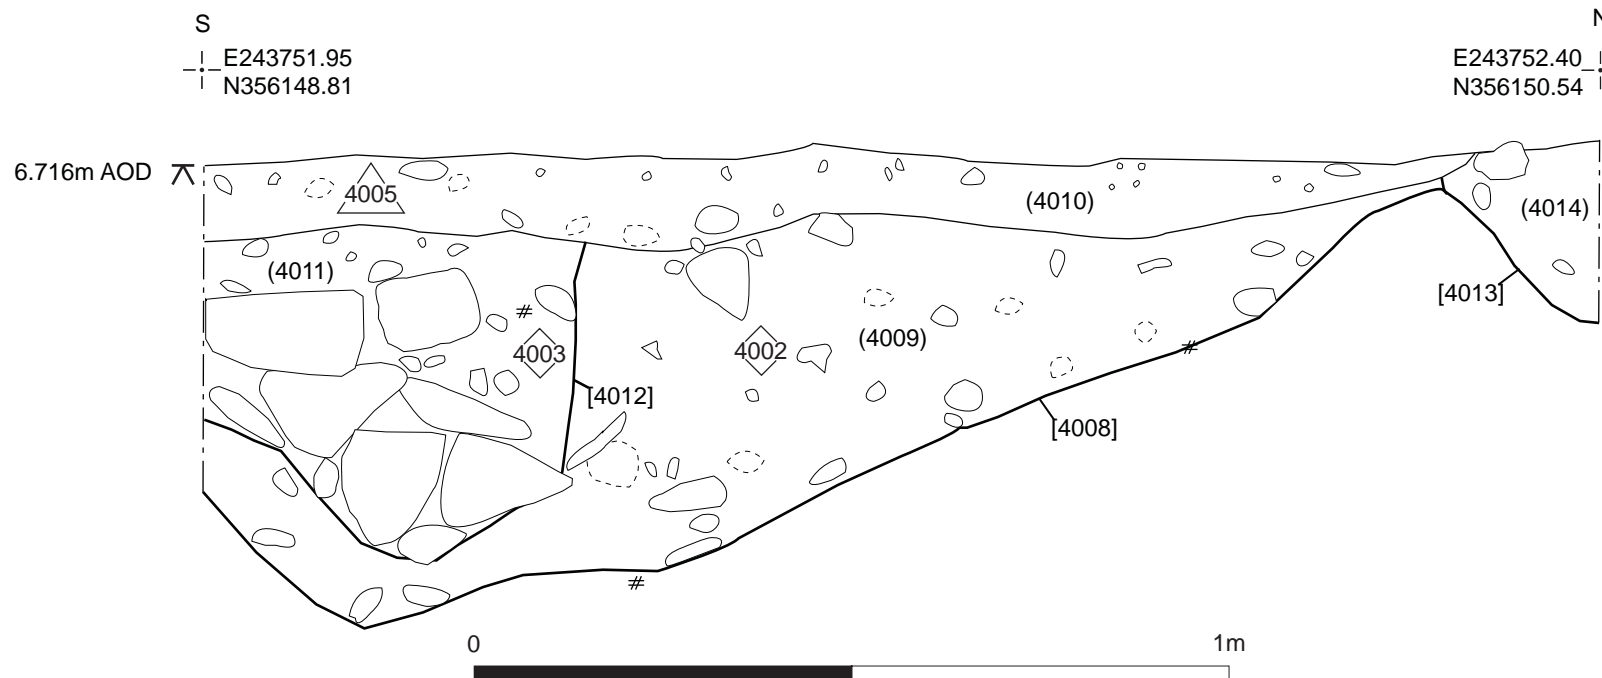 S
N
E243751.95
N356148.81
E243752.40
N356150.54
6.716m AOD
4005
(4010)
(4014)
(4011)
[4013]
4003
4002
(4009)
[4012]
[4008]
0
1m